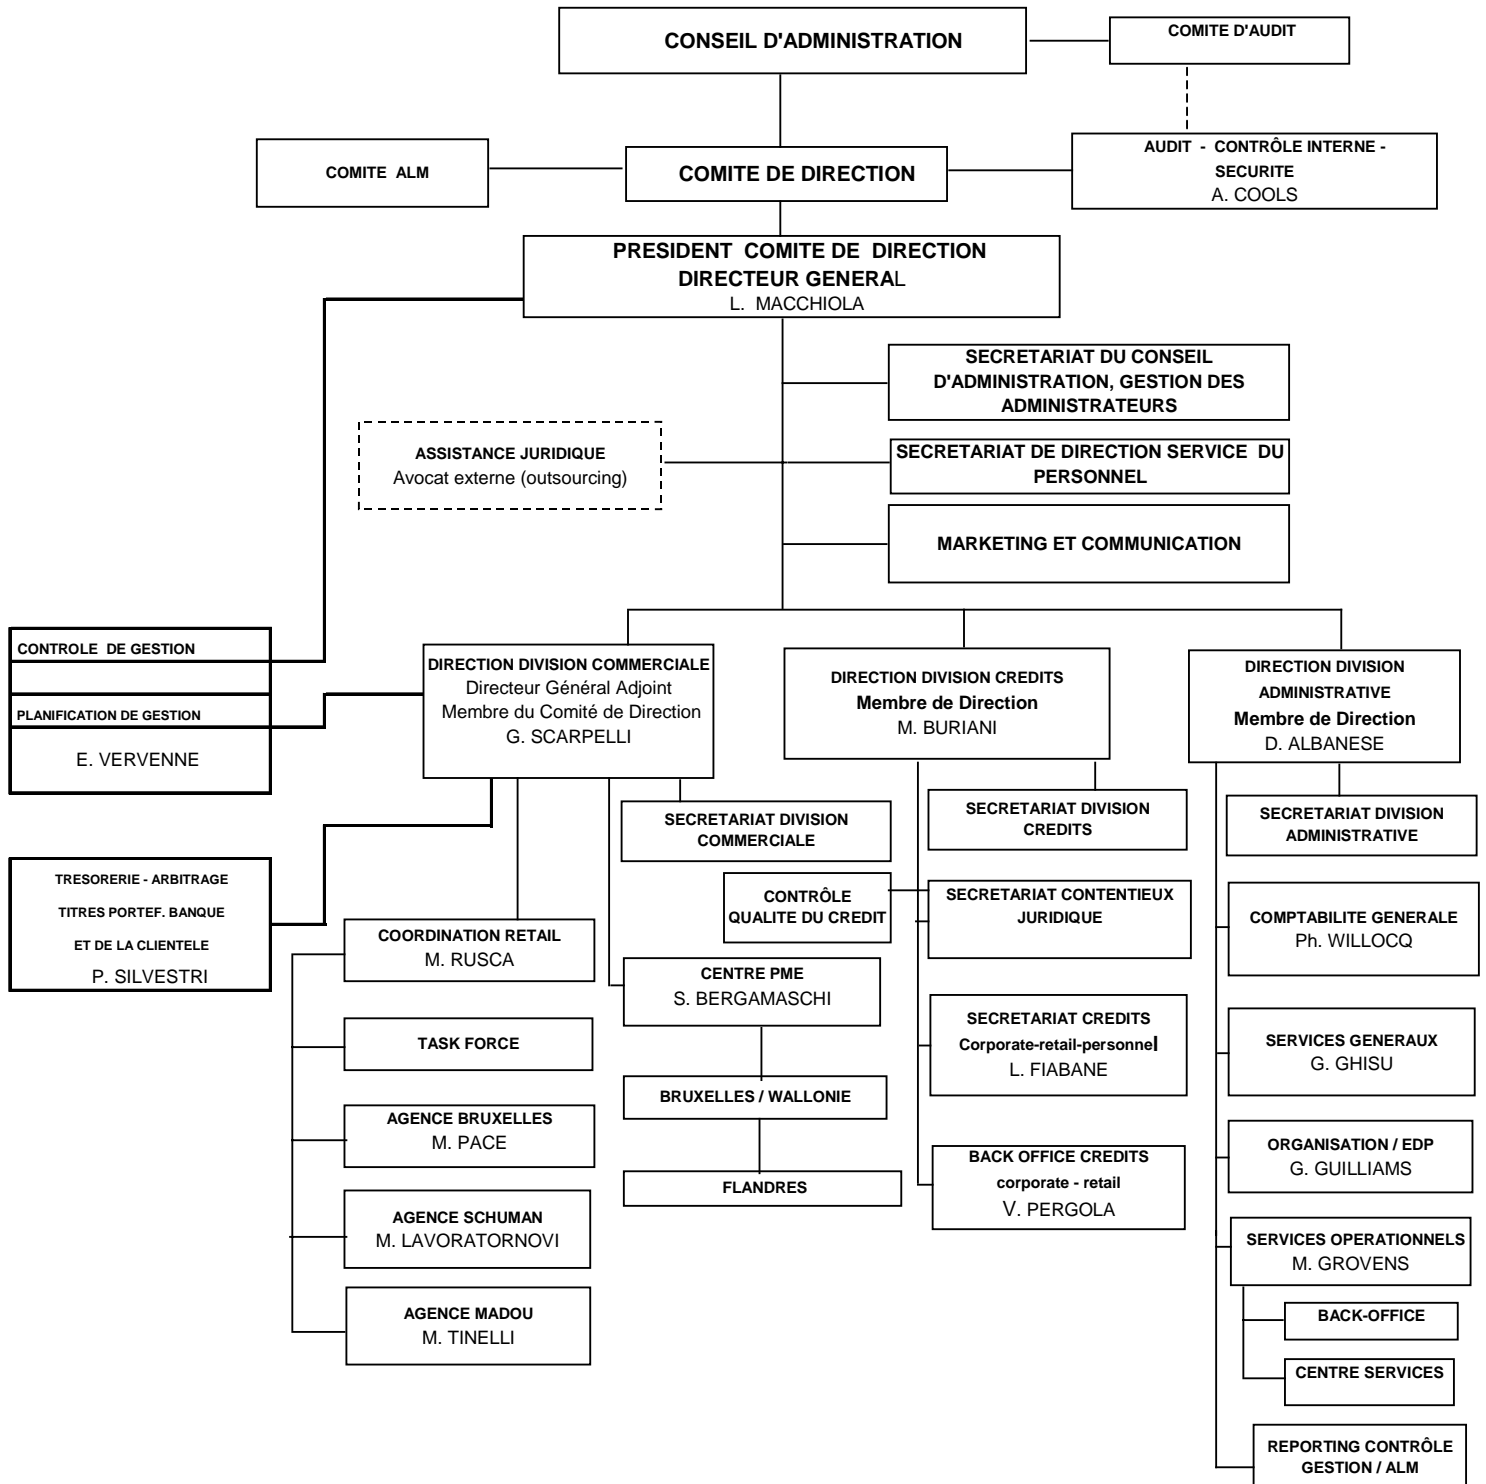 CONSEIL D'ADMINISTRATION
COMITE D'AUDIT
COMITE ALM
COMITE DE DIRECTION
AUDIT - CONTRÔLE INTERNE -
SECURITE
A. COOLS
PRESIDENT COMITE DE DIRECTION
DIRECTEUR GENERAL
L. MACCHIOLA
SECRETARIAT DU CONSEIL
D'ADMINISTRATION, GESTION DES
ADMINISTRATEURS
ASSISTANCE JURIDIQUE
Avocat externe (outsourcing)
SECRETARIAT DE DIRECTION SERVICE DU
PERSONNEL
MARKETING ET COMMUNICATION
CONTROLE DE GESTION
PLANIFICATION DE GESTION
E. VERVENNE
DIRECTION DIVISION COMMERCIALE
Directeur Général Adjoint
Membre du Comité de Direction
G. SCARPELLI
DIRECTION DIVISION CREDITS
Membre de Direction
M. BURIANI
DIRECTION DIVISION
ADMINISTRATIVE
Membre de Direction
D. ALBANESE
SECRETARIAT DIVISION
COMMERCIALE
SECRETARIAT DIVISION
CREDITS
SECRETARIAT DIVISION
ADMINISTRATIVE
TRESORERIE - ARBITRAGE
TITRES PORTEF. BANQUE
ET DE LA CLIENTELE
P. SILVESTRI
COORDINATION RETAIL
M. RUSCA
TASK FORCE
AGENCE BRUXELLES
M. PACE
AGENCE SCHUMAN
M. LAVORATORNOVI
AGENCE MADOU
M. TINELLI
CENTRE PME
S. BERGAMASCHI
BRUXELLES / WALLONIE
FLANDRES
CONTRÔLE
QUALITE DU CREDIT
SECRETARIAT CONTENTIEUX
JURIDIQUE
SECRETARIAT CREDITS
Corporate-retail-personnel
L. FIABANE
BACK OFFICE CREDITS
corporate - retail
V. PERGOLA
COMPTABILITE GENERALE
Ph. WILLOCQ
SERVICES GENERAUX
G. GHISU
ORGANISATION / EDP
G. GUILLIAMS
SERVICES OPERATIONNELS
M. GROVENS
BACK-OFFICE
CENTRE SERVICES
REPORTING CONTRÔLE
GESTION / ALM